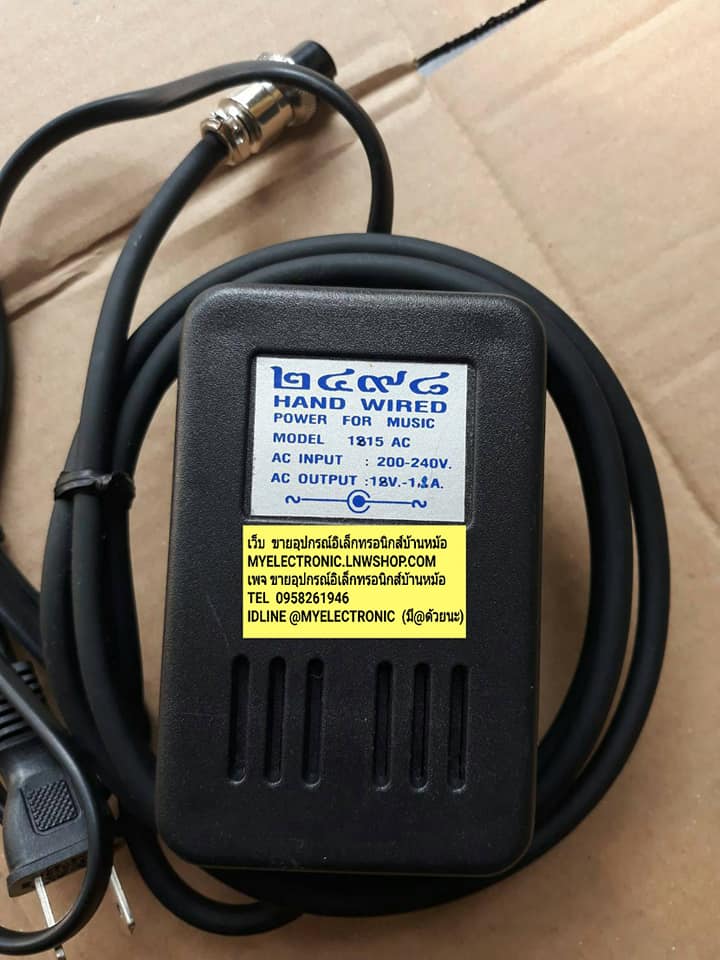 ๒๔๙๘
HAND WIRED
POWER FOR MUSIC
MODEL 1815 AC
AC INPUT : 200-240V.
AC OUTPUT :18V.-1.8A.
เว็บ ขายอุปกรณ์อิเล็กทรอนิกส์บ้านหม้อ
MYELECTRONIC.LNWSHOP.COM
เพจ ขายอุปกรณ์อิเล็กทรอนิกส์บ้านหม้อ
TEL 0958261946
IDLINE @MYELECTRONIC (มี@ด้วยนะ)